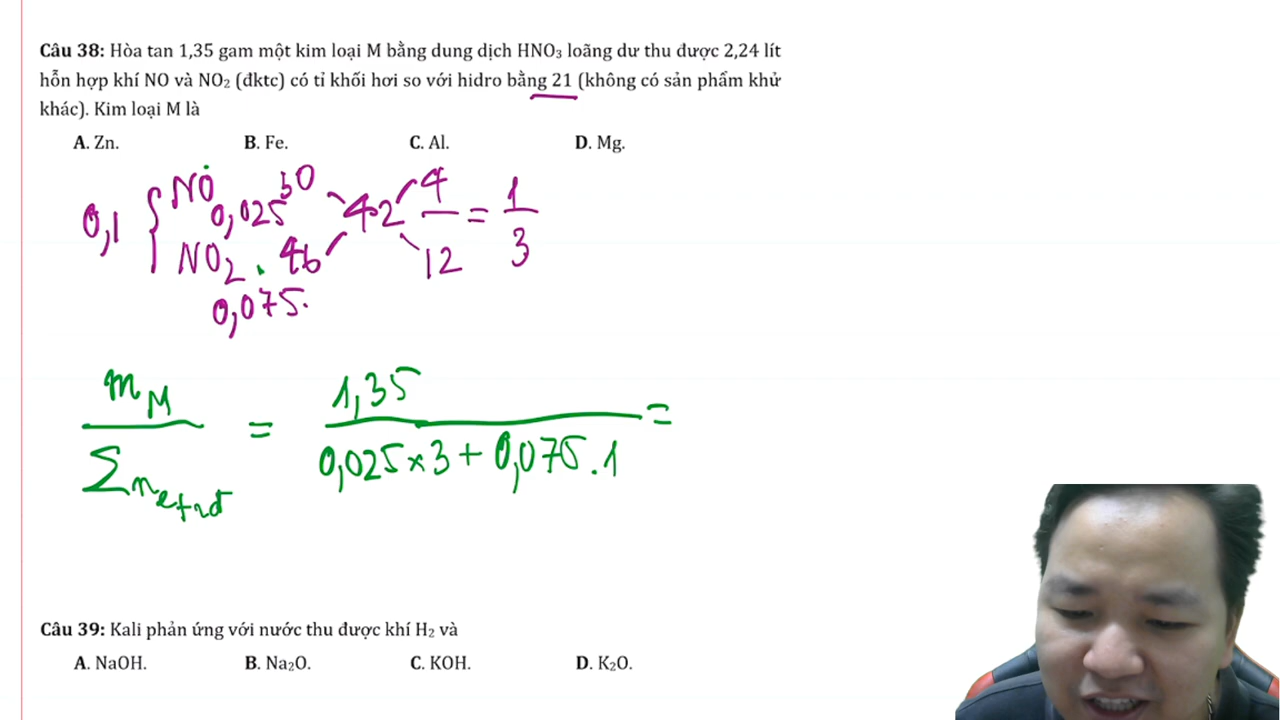 Câu 38: Hòa tan 1,35 gam một kim loại M bằng dung dịch HNO₃ loãng dư thu được 2,24 lít
hỗn hợp khí NO và NO₂ (đktc) có tỉ khối hơi so với hidro bằng 21 (không có sản phẩm khử
khác). Kim loại M là
A. Zn. B. Fe. C. Al. D. Mg.
0,1 { NO 30 42 4/12 = 1/3
0,025
NO₂ . 46
0,075.
m_M / Σn_e trđ = 1,35 / (0,025 × 3 + 0,075 . 1) =
Câu 39: Kali phản ứng với nước thu được khí H₂ và
A. NaOH. B. Na₂O. C. KOH. D. K₂O.